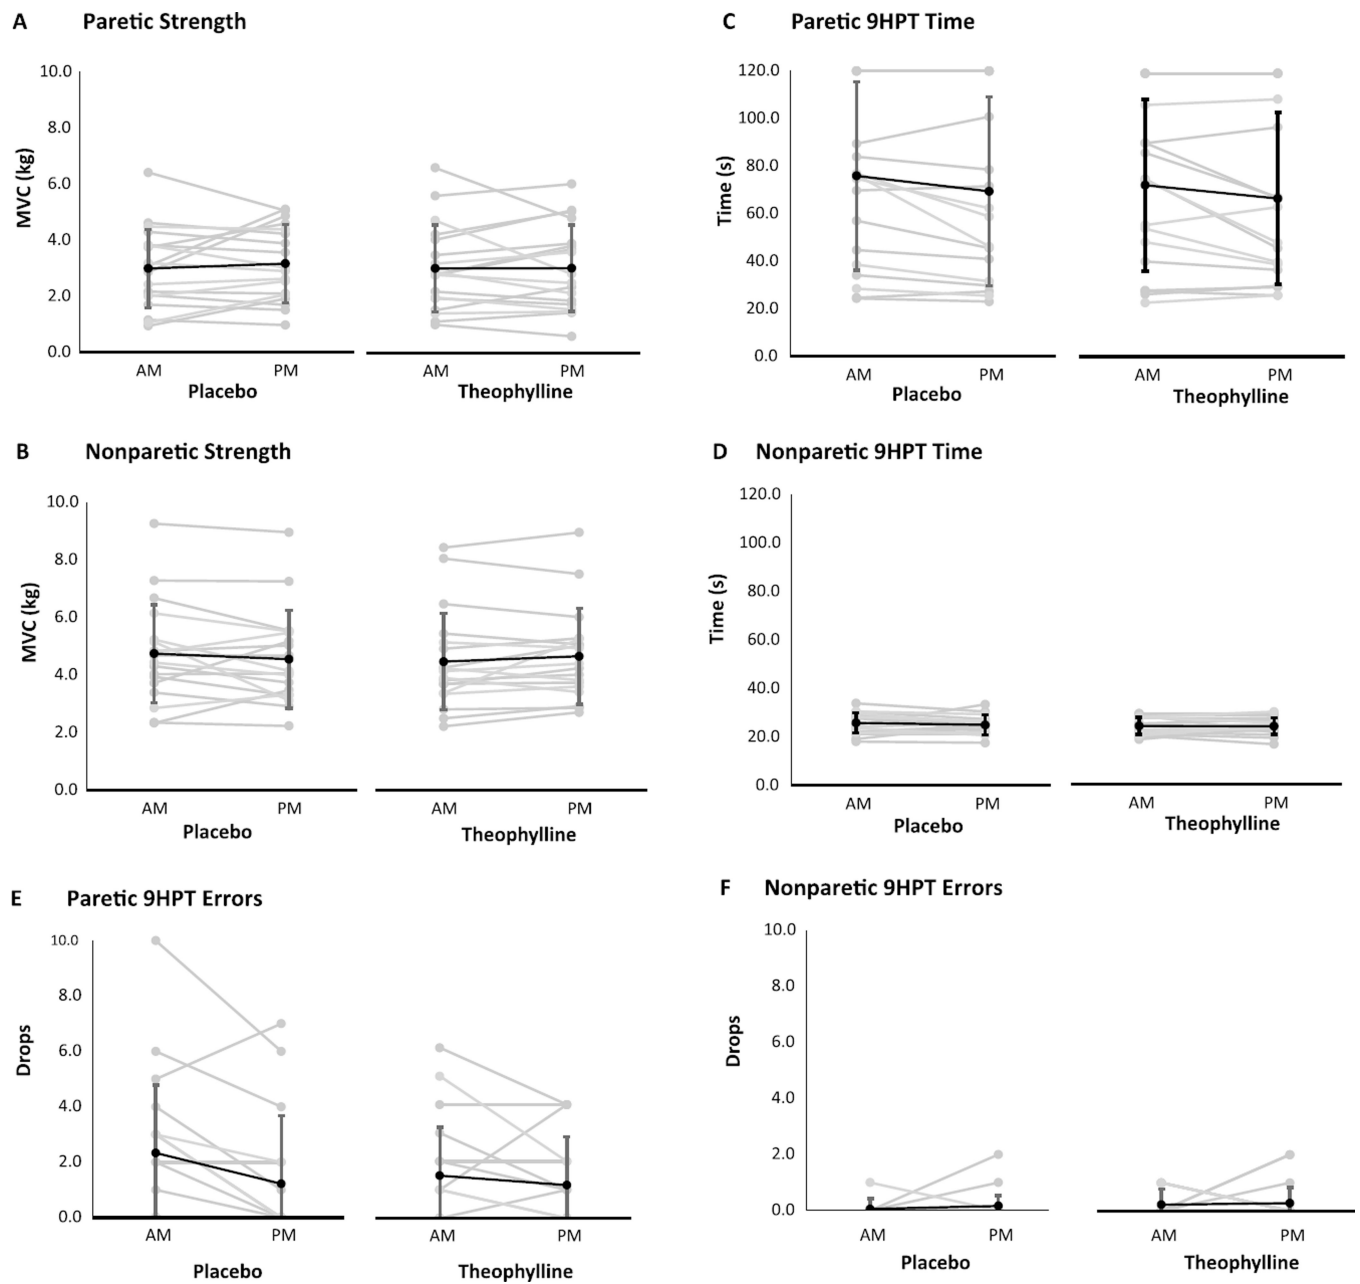 A Paretic Strength
10.0
8.0
6.0
4.0
2.0
0.0
MVC (kg)
AM PM AM PM
Placebo Theophylline
C Paretic 9HPT Time
120.0
100.0
80.0
60.0
40.0
20.0
0.0
Time (s)
AM PM AM PM
Placebo Theophylline
B Nonparetic Strength
10.0
8.0
6.0
4.0
2.0
0.0
MVC (kg)
AM PM AM PM
Placebo Theophylline
D Nonparetic 9HPT Time
120.0
100.0
80.0
60.0
40.0
20.0
0.0
Time (s)
AM PM AM PM
Placebo Theophylline
E Paretic 9HPT Errors
10.0
8.0
6.0
4.0
2.0
0.0
Drops
AM PM AM PM
Placebo Theophylline
F Nonparetic 9HPT Errors
10.0
8.0
6.0
4.0
2.0
0.0
Drops
AM PM AM PM
Placebo Theophylline